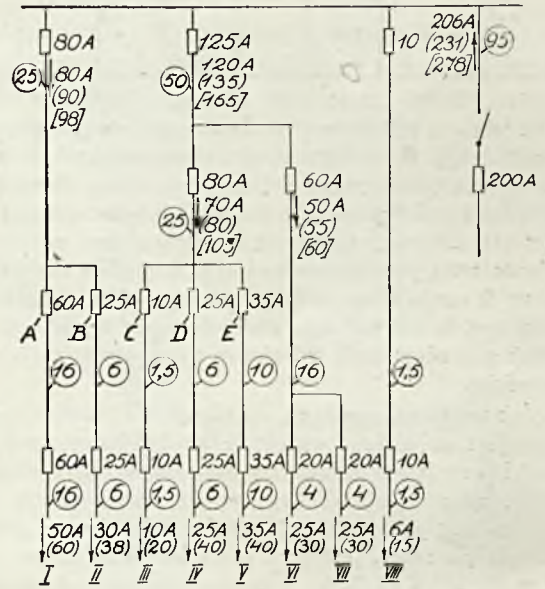 80A 125A 10 206A
(231) 95
[278]
25 80A
(90)
[98]
50 120A
(135)
[165]
200A
80A 60A
25 70A
(80)
50A
(55)
[60]
60A 25A 10A 25A 35A
A B C D E
16 6 1,5 6 10 16 1,5
60A 25A 10A 25A 35A 20A 20A 10A
16 6 1,5 6 10 4 4 1,5
50A 30A 10A 25A 35A 25A 25A 6A
(60) (38) (20) (40) (40) (30) (30) (15)
I II III IV V VI VII VIII